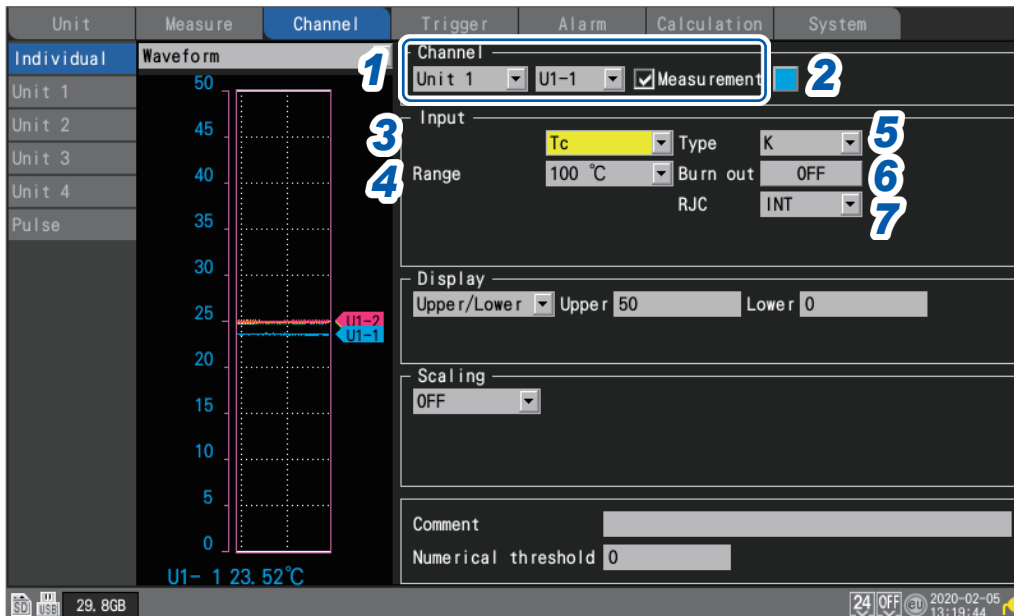 Unit Measure Channel Trigger Alarm Calculation System
Individual
Unit 1
Unit 2
Unit 3
Unit 4
Pulse
Waveform
50
45
40
35
30
25
20
15
10
5
0
U1-2
U1-1
U1- 1 23. 52℃
1
Channel
Unit 1 U1-1 Measurement
2
Input
3
Tc Type K
5
4
Range 100 ℃ Burn out OFF
6
RJC INT
7
Display
Upper/Lower Upper 50 Lower 0
Scaling
OFF
Comment
Numerical threshold 0
SD USB 29. 8GB
24 OFF eu 2020-02-05
13:19:44